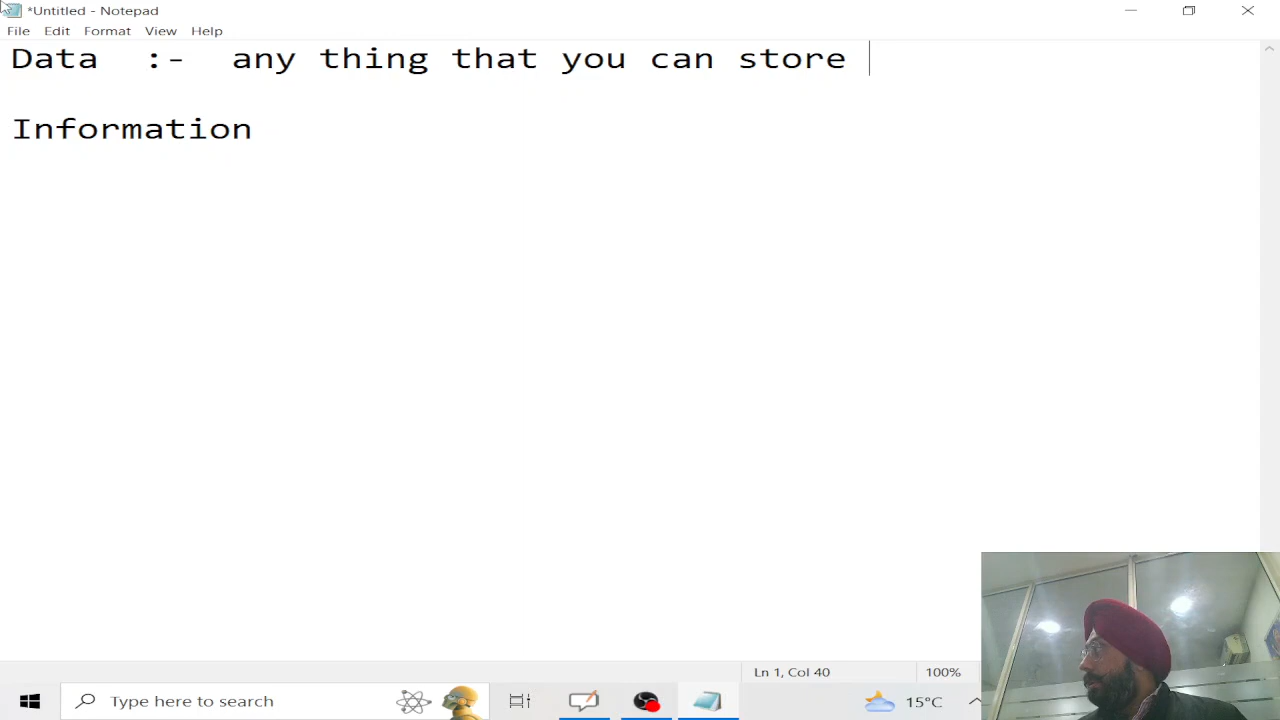 *Untitled - Notepad
File Edit Format View Help
Data :- any thing that you can store
Information
Ln 1, Col 40 100%
Type here to search 15°C